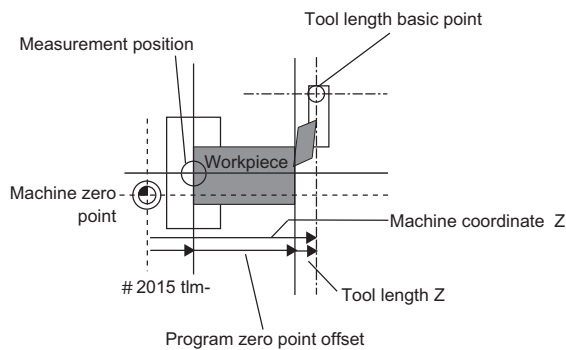 Tool length basic point
Measurement position
Workpiece
Machine zero
point
Machine coordinate Z
# 2015 tlm-
Tool length Z
Program zero point offset